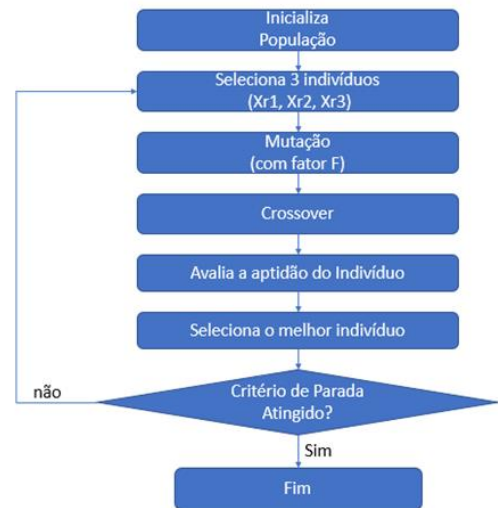 Inicializa
População
Seleciona 3 indivíduos
(Xr1, Xr2, Xr3)
Mutação
(com fator F)
Crossover
Avalia a aptidão do Indivíduo
Seleciona o melhor indivíduo
Critério de Parada
Atingido?
não
Sim
Fim